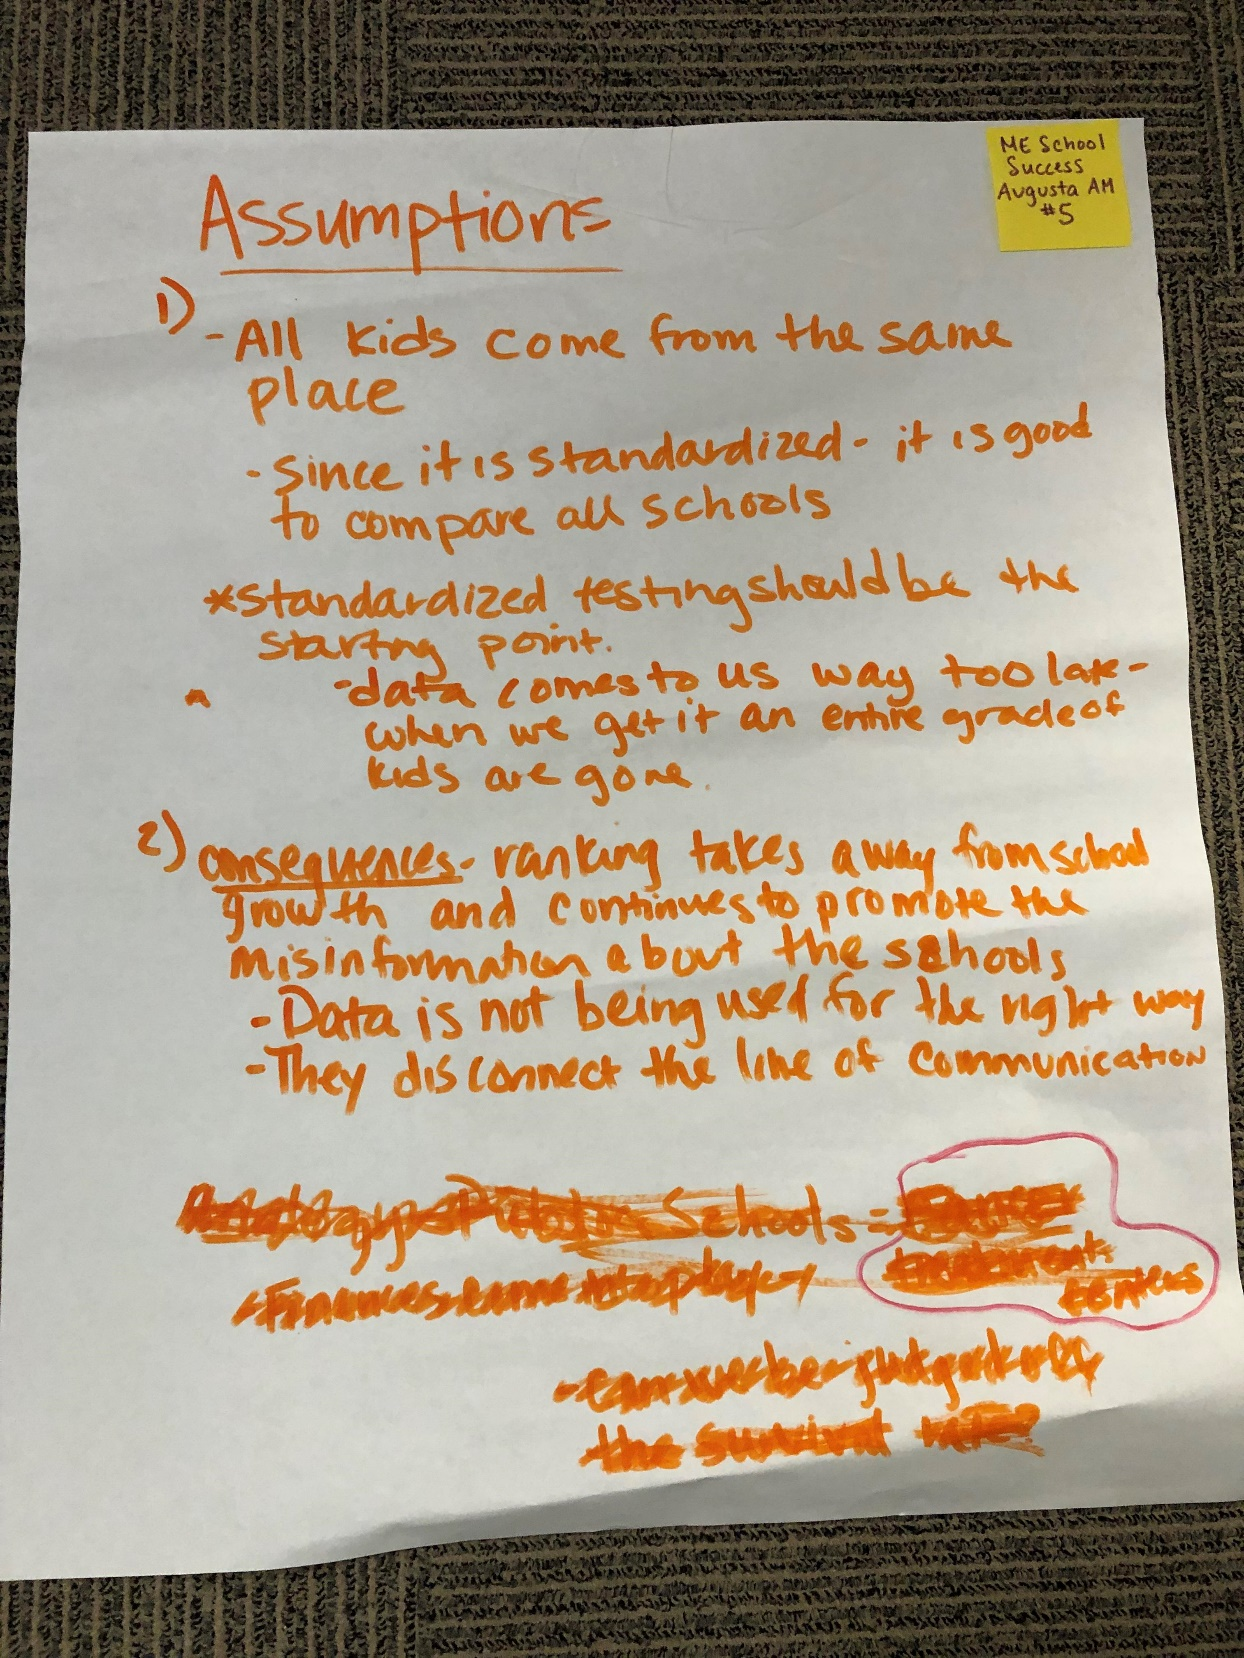 ME School
Success
Augusta AM
#5
Assumptions
1)
- All kids come from the same
place
- Since it is standardized - it is good
to compare all schools
*Standardized testing should be the
starting point.
- data comes to us way too late -
when we get it an entire grade of
kids are gone.
2) consequences - ranking takes away from school
growth and continues to promote the
misinformation about the schools
- Data is not being used for the right way
- They disconnect the line of communication
Schools =
centers
the survival rate?